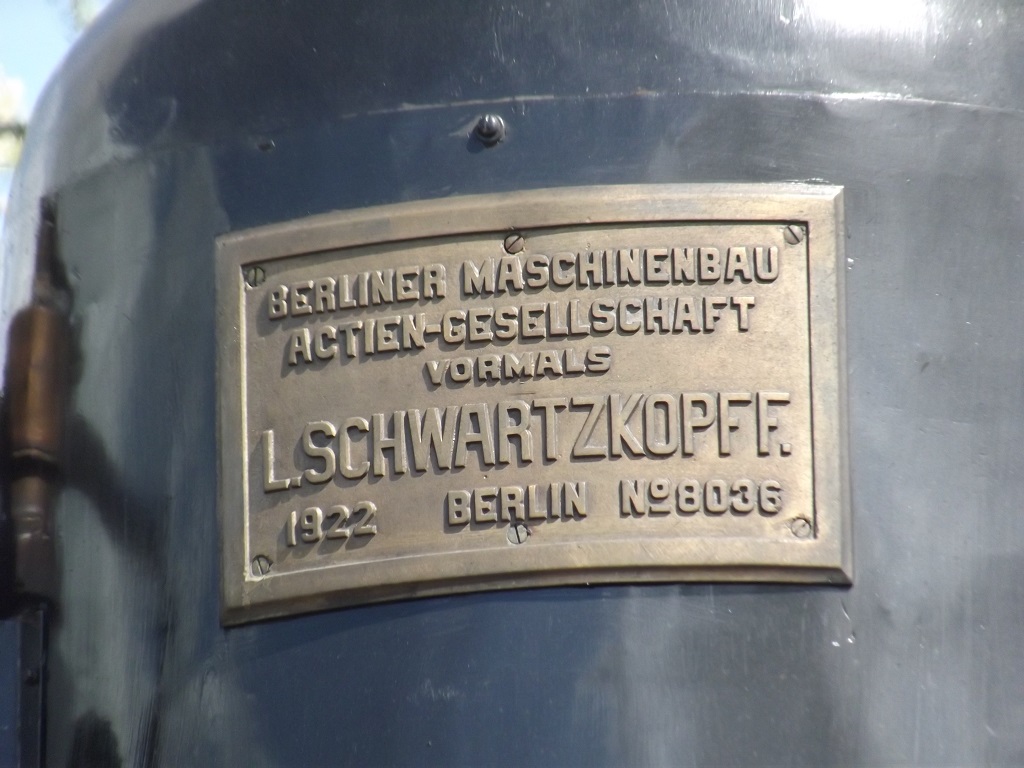 BERLINER MASCHINENBAU
ACTIEN-GESELLSCHAFT
VORMALS
L.SCHWARTZKOPFF.
1922 BERLIN Nº8036